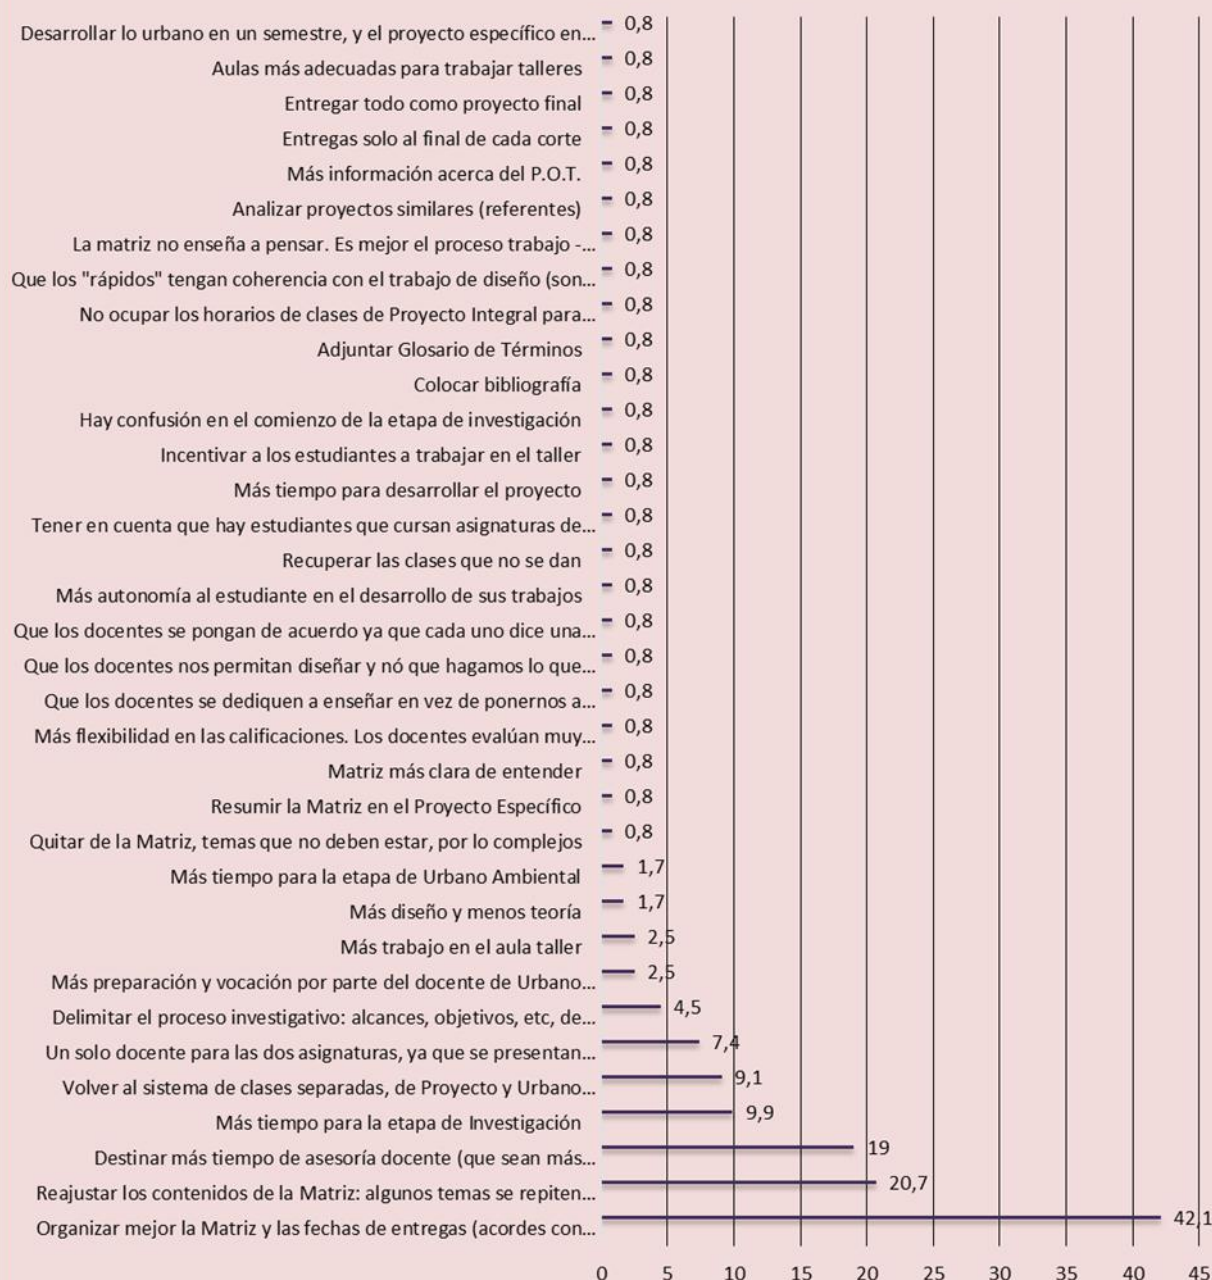 Desarrollar lo urbano en un semestre, y el proyecto específico en... 0,8
Aulas más adecuadas para trabajar talleres 0,8
Entregar todo como proyecto final 0,8
Entregas solo al final de cada corte 0,8
Más información acerca del P.O.T. 0,8
Analizar proyectos similares (referentes) 0,8
La matriz no enseña a pensar. Es mejor el proceso trabajo -... 0,8
Que los "rápidos" tengan coherencia con el trabajo de diseño (son... 0,8
No ocupar los horarios de clases de Proyecto Integral para... 0,8
Adjuntar Glosario de Términos 0,8
Colocar bibliografía 0,8
Hay confusión en el comienzo de la etapa de investigación 0,8
Incentivar a los estudiantes a trabajar en el taller 0,8
Más tiempo para desarrollar el proyecto 0,8
Tener en cuenta que hay estudiantes que cursan asignaturas de... 0,8
Recuperar las clases que no se dan 0,8
Más autonomía al estudiante en el desarrollo de sus trabajos 0,8
Que los docentes se pongan de acuerdo ya que cada uno dice una... 0,8
Que los docentes nos permitan diseñar y nó que hagamos lo que... 0,8
Que los docentes se dediquen a enseñar en vez de ponernos a... 0,8
Más flexibilidad en las calificaciones. Los docentes evalúan muy... 0,8
Matriz más clara de entender 0,8
Resumir la Matriz en el Proyecto Específico 0,8
Quitar de la Matriz, temas que no deben estar, por lo complejos 0,8
Más tiempo para la etapa de Urbano Ambiental 1,7
Más diseño y menos teoría 1,7
Más trabajo en el aula taller 2,5
Más preparación y vocación por parte del docente de Urbano... 2,5
Delimitar el proceso investigativo: alcances, objetivos, etc, de... 4,5
Un solo docente para las dos asignaturas, ya que se presentan... 7,4
Volver al sistema de clases separadas, de Proyecto y Urbano... 9,1
Más tiempo para la etapa de Investigación 9,9
Destinar más tiempo de asesoría docente (que sean más... 19
Reajustar los contenidos de la Matriz: algunos temas se repiten... 20,7
Organizar mejor la Matriz y las fechas de entregas (acordes con... 42,1
0 5 10 15 20 25 30 35 40 45